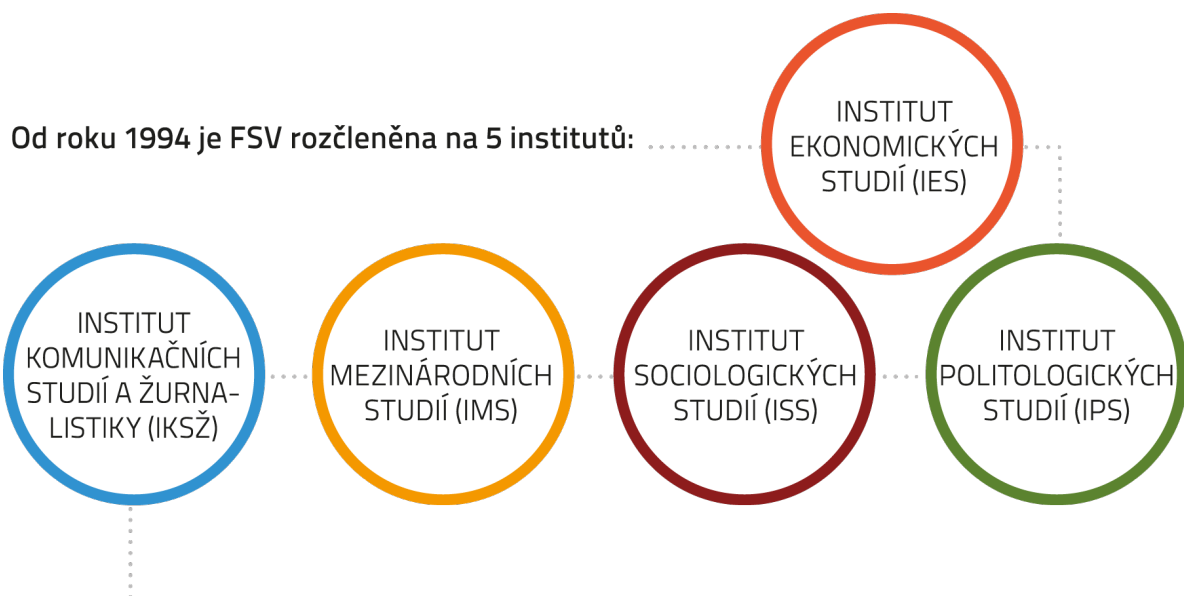 Od roku 1994 je FSV rozčleněna na 5 institutů:
INSTITUT
EKONOMICKÝCH
STUDIÍ (IES)
INSTITUT
KOMUNIKAČNÍCH
STUDIÍ A ŽURNA-
LISTIKY (IKSŽ)
INSTITUT
MEZINÁRODNÍCH
STUDIÍ (IMS)
INSTITUT
SOCIOLOGICKÝCH
STUDIÍ (ISS)
INSTITUT
POLITOLOGICKÝCH
STUDIÍ (IPS)